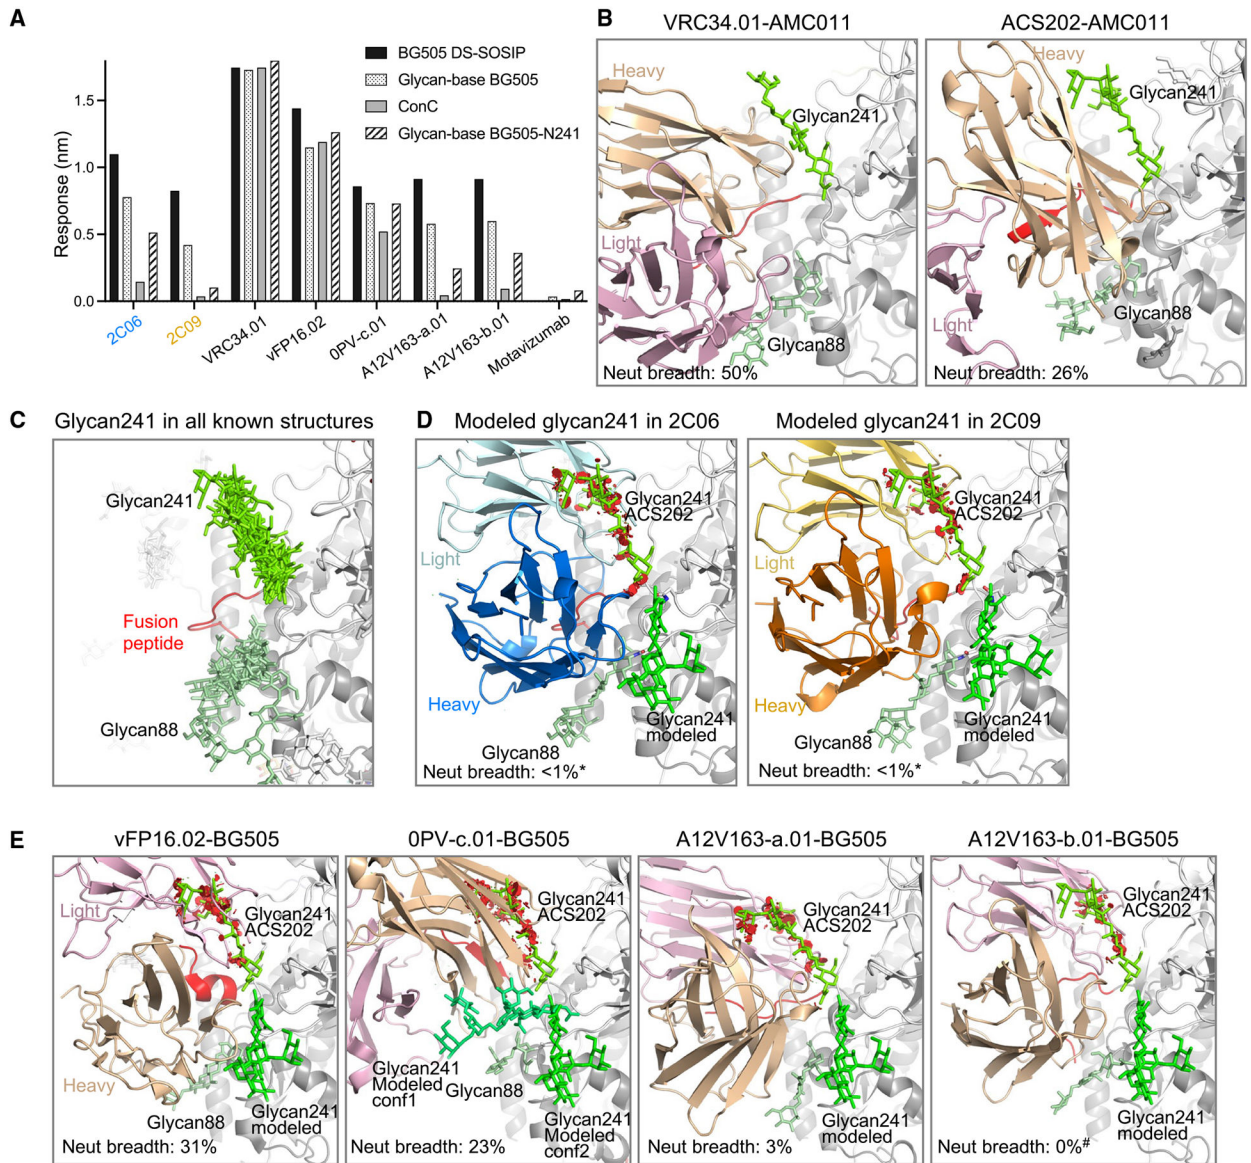 A
BG505 DS-SOSIP
Glycan-base BG505
ConC
Glycan-base BG505-N241
Response (nm)
1.5
1.0
0.5
0.0
2C06
2C09
VRC34.01
vFP16.02
0PV-c.01
A12V163-a.01
A12V163-b.01
Motavizumab
B
VRC34.01-AMC011
Heavy
Glycan241
Light
Glycan88
Neut breadth: 50%
ACS202-AMC011
Heavy
Glycan241
Glycan88
Light
Neut breadth: 26%
C
Glycan241 in all known structures
Glycan241
Fusion
peptide
Glycan88
D
Modeled glycan241 in 2C06
Glycan241
ACS202
Light
Heavy
Glycan241
modeled
Glycan88
Neut breadth: <1%*
Modeled glycan241 in 2C09
Glycan241
ACS202
Light
Heavy
Glycan241
modeled
Glycan88
Neut breadth: <1%*
E
vFP16.02-BG505
Light
Glycan241
ACS202
Heavy
Glycan88
Glycan241
modeled
Neut breadth: 31%
0PV-c.01-BG505
Glycan241
ACS202
Glycan241
Modeled
conf1
Glycan88
Glycan241
Modeled
conf2
Neut breadth: 23%
A12V163-a.01-BG505
Glycan241
ACS202
Glycan241
modeled
Neut breadth: 3%
A12V163-b.01-BG505
Glycan241
ACS202
Glycan241
modeled
Neut breadth: 0%#